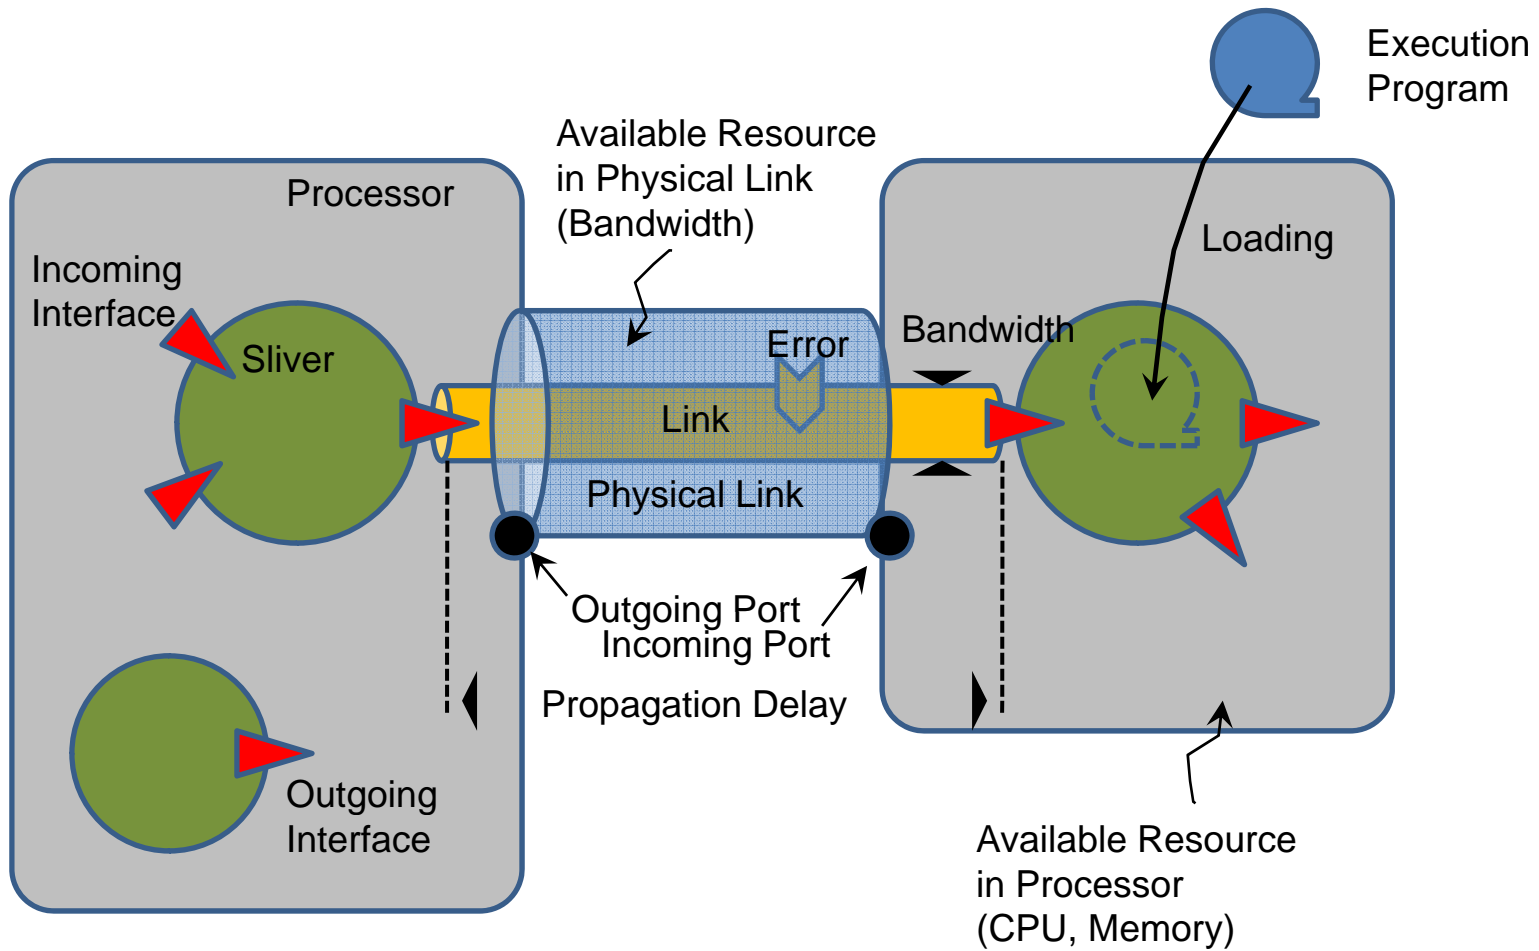 Execution
Program
Available Resource
in Physical Link
(Bandwidth)
Processor
Loading
Incoming
Interface
Sliver
Error
Bandwidth
Link
Physical Link
Outgoing Port
Incoming Port
Propagation Delay
Outgoing
Interface
Available Resource
in Processor
(CPU, Memory)